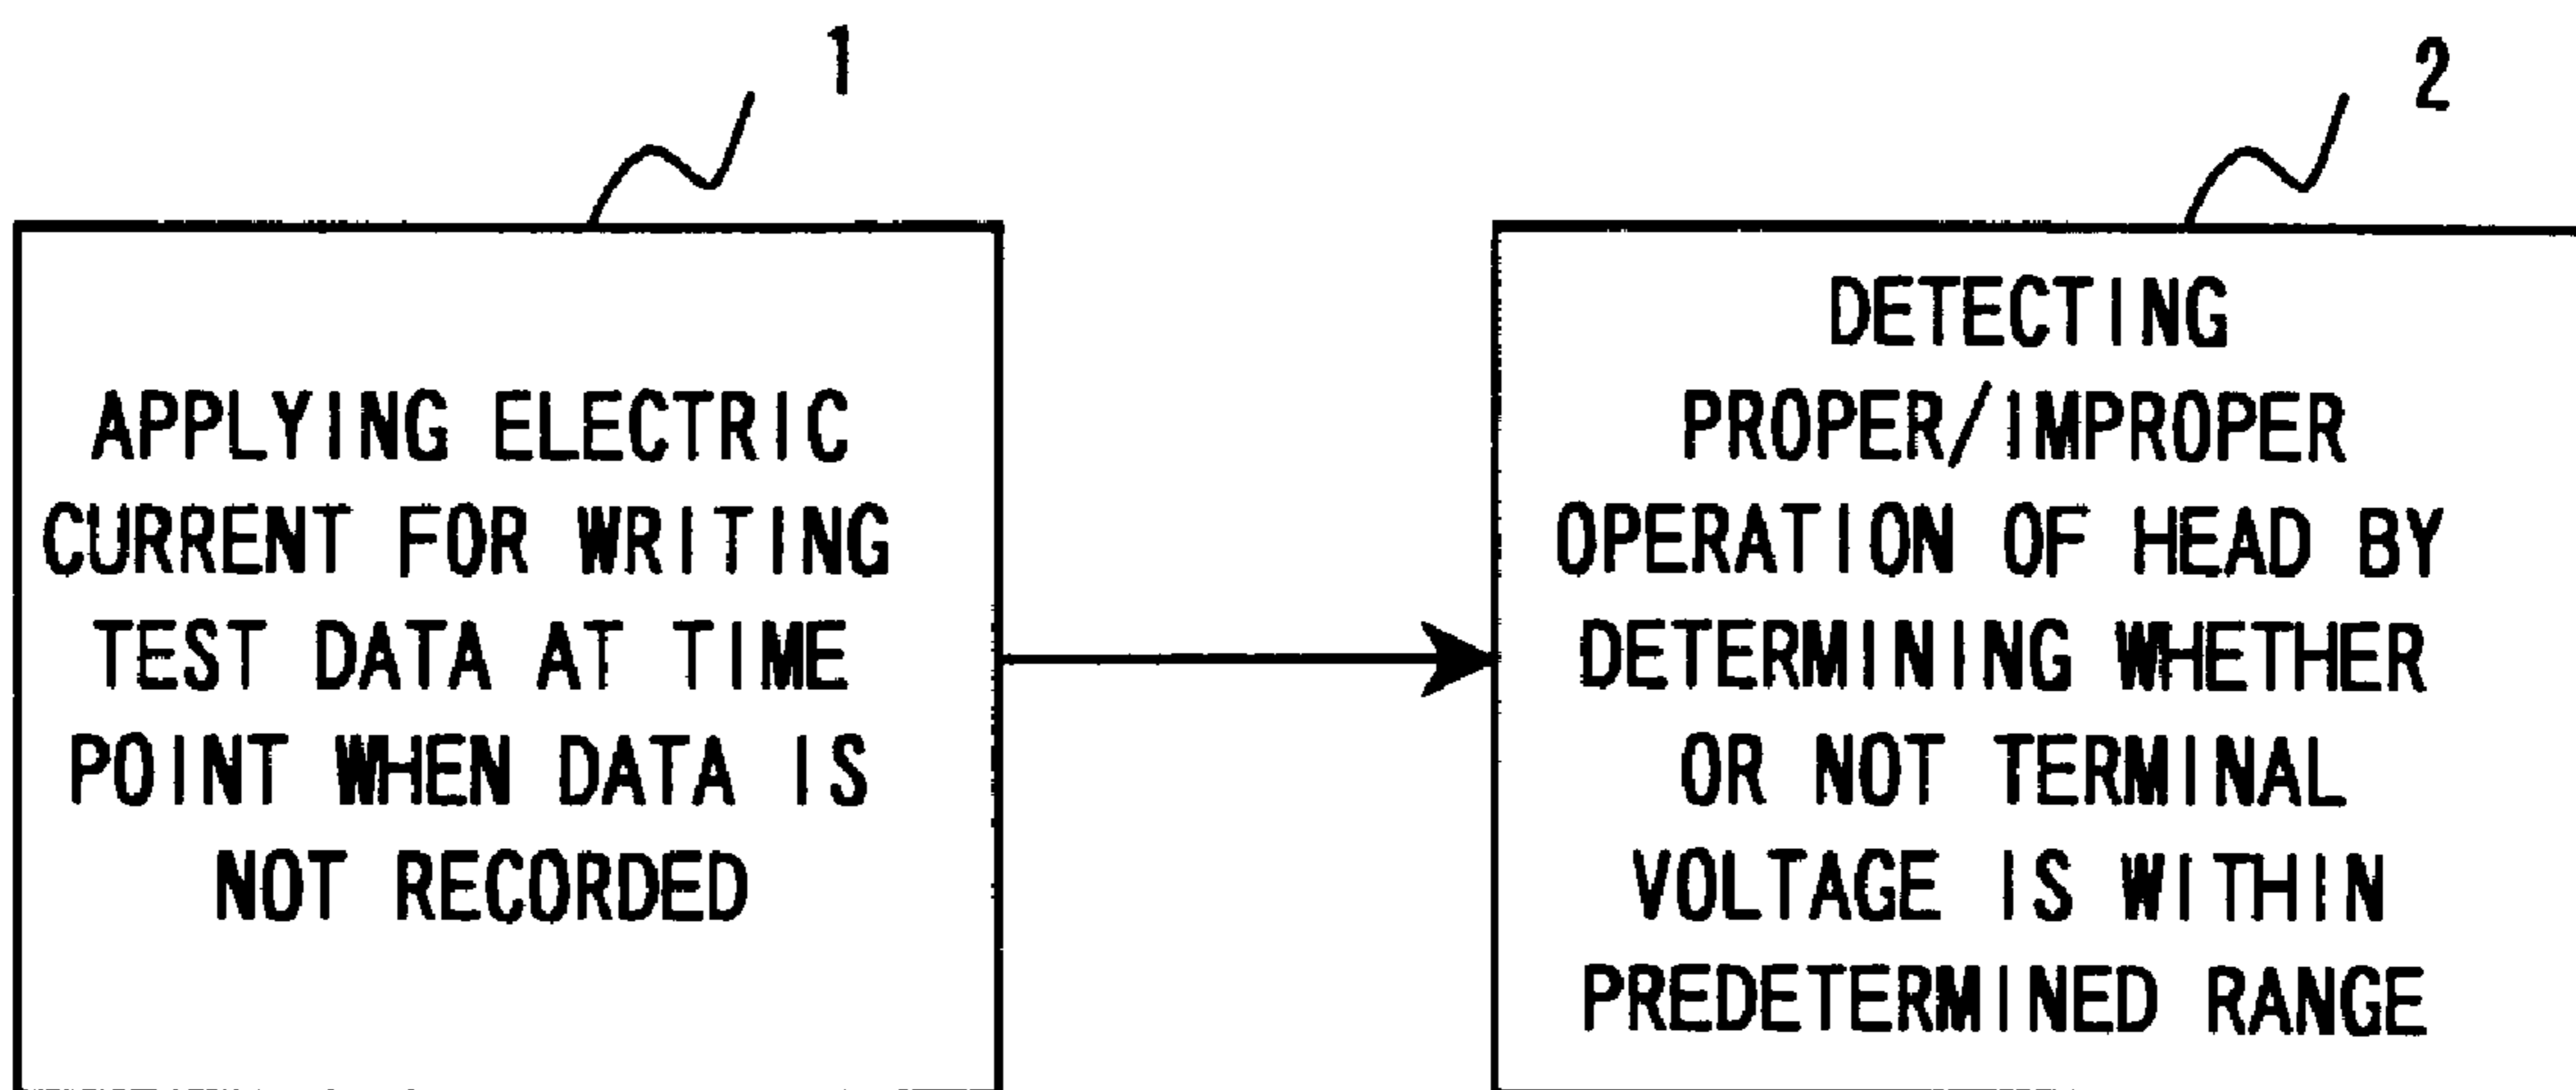 1
APPLYING ELECTRIC
CURRENT FOR WRITING
TEST DATA AT TIME
POINT WHEN DATA IS
NOT RECORDED
2
DETECTING
PROPER/IMPROPER
OPERATION OF HEAD BY
DETERMINING WHETHER
OR NOT TERMINAL
VOLTAGE IS WITHIN
PREDETERMINED RANGE